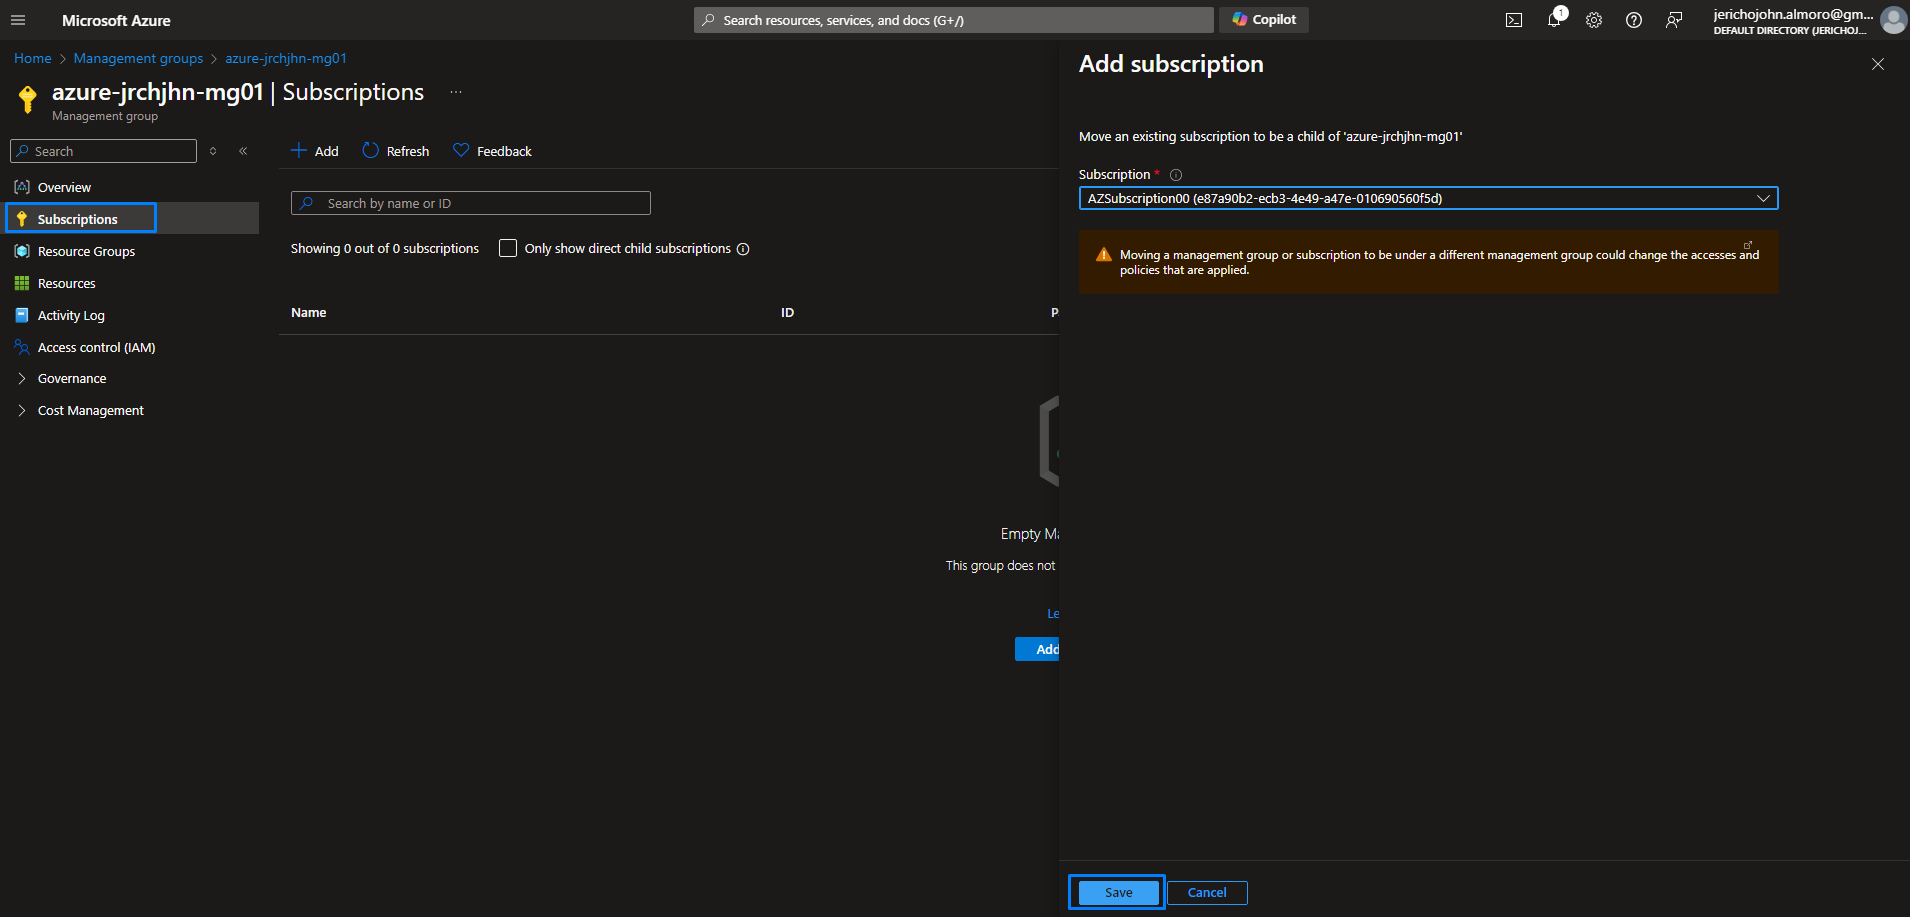 Microsoft Azure
Search resources, services, and docs (G+/)
Copilot
1
jerichojohn.almoro@gm...
DEFAULT DIRECTORY (JERICHOJ...
Home > Management groups > azure-jrchjhn-mg01
azure-jrchjhn-mg01 | Subscriptions ...
Management group
Search
Overview
Subscriptions
Resource Groups
Resources
Activity Log
Access control (IAM)
Governance
Cost Management
Add Refresh Feedback
Search by name or ID
Showing 0 out of 0 subscriptions Only show direct child subscriptions
Name ID P
Empty Ma
This group does not
Le
Add
Add subscription
Move an existing subscription to be a child of 'azure-jrchjhn-mg01'
Subscription *
AZSubscription00 (e87a90b2-ecb3-4e49-a47e-010690560f5d)
Moving a management group or subscription to be under a different management group could change the accesses and
policies that are applied.
Save Cancel